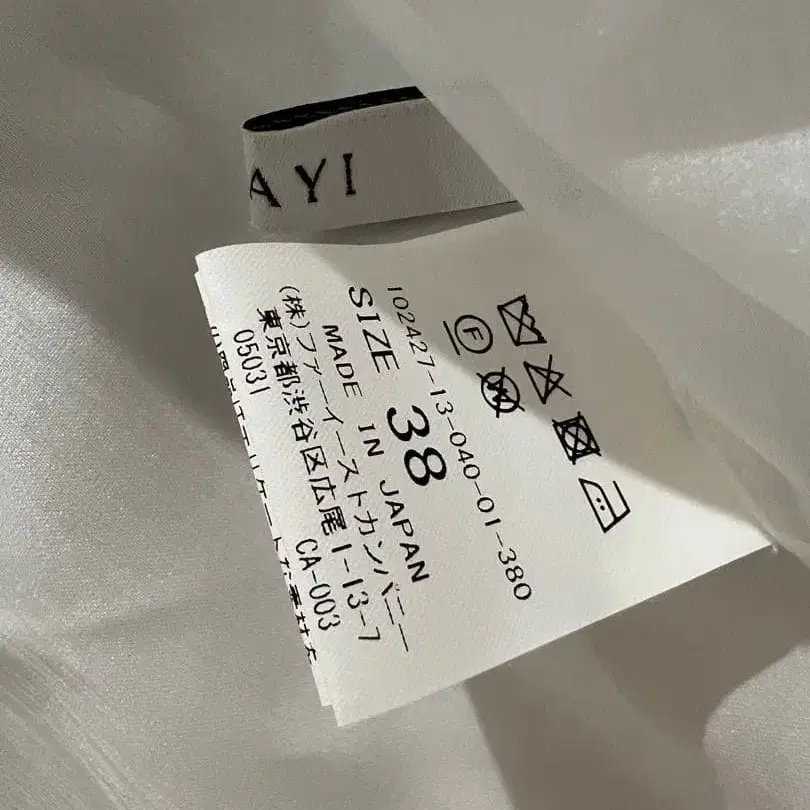 AYI
102427-13-040-01-380
SIZE 38
MADE IN JAPAN
(株)ファーイーストカンパニー
東京都渋谷区広尾1-13-7
05031 CA-003